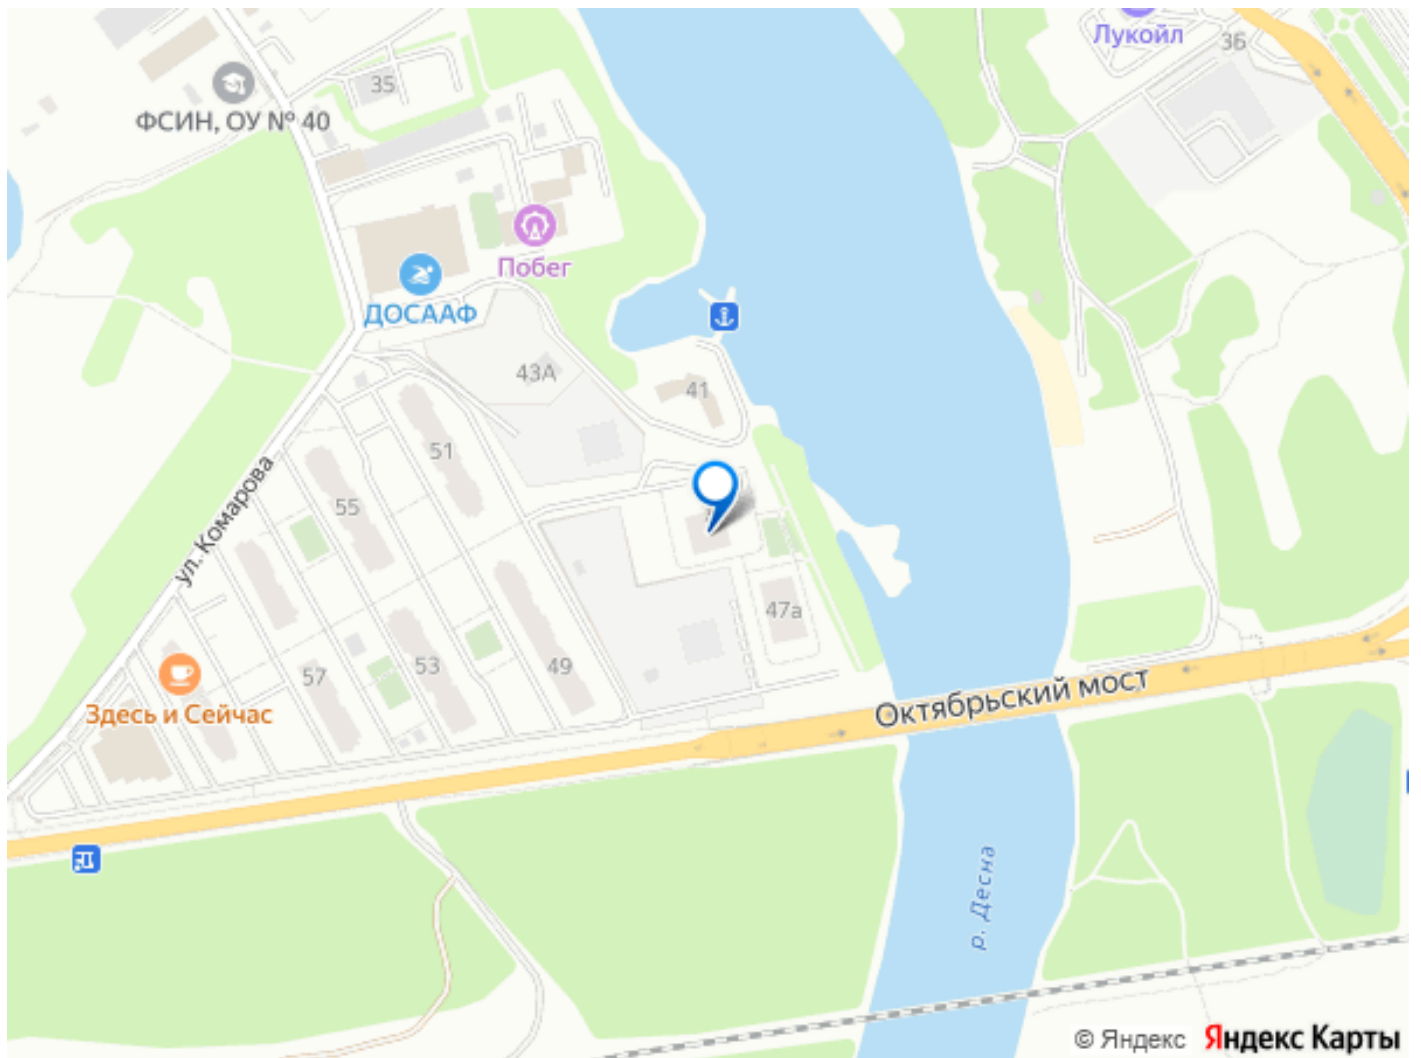 Лукойл
36
35
ФСИН, ОУ № 40
Побег
ДОСААФ
43А
41
51
55
ул. Комарова
47а
49
53
57
Здесь и Сейчас
Октябрьский мост
р. Десна
© Яндекс Яндекс Карты